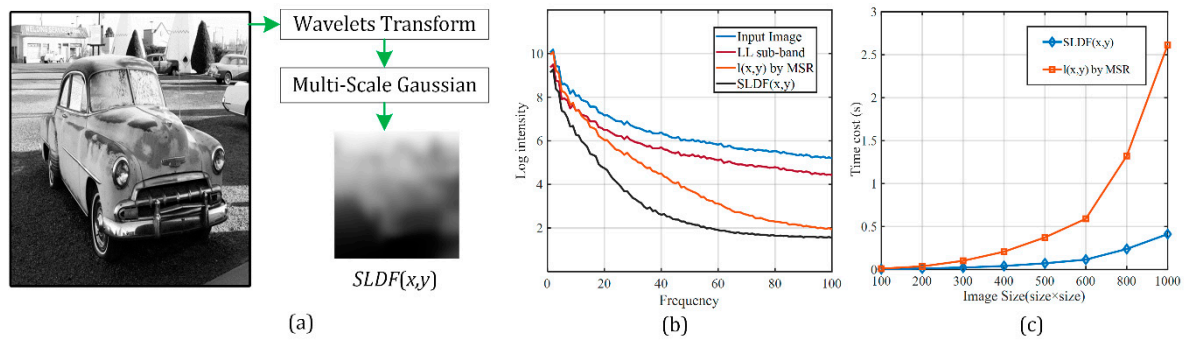 Wavelets Transform
Multi-Scale Gaussian
SLDF(x,y)
(a)
Log intensity
10
8
6
4
2
0
20
40
60
80
100
Frequency
Input Image
LL sub-band
l(x,y) by MSR
SLDF(x,y)
(b)
Time cost (s)
3
2.5
2
1.5
1
0.5
0
100
200
300
400
500
600
800
1000
Image Size(size×size)
SLDF(x,y)
l(x,y) by MSR
(c)